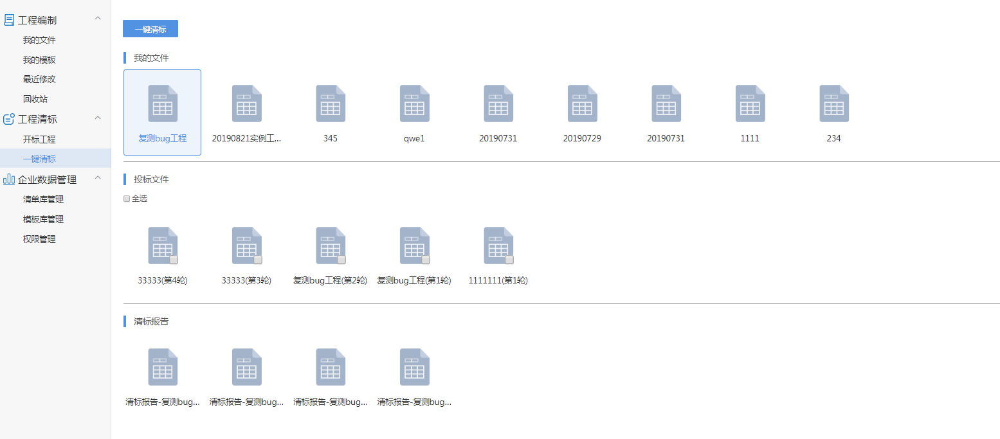 工程编制
我的文件
我的模板
最近修改
回收站
工程清标
开标工程
一键清标
企业数据管理
清单库管理
模板库管理
权限管理
一键清标
我的文件
复测bug工程
20190821实例工...
345
qwe1
20190731
20190729
20190731
1111
234
投标文件
全选
33333(第4轮)
33333(第3轮)
复测bug工程(第2轮)
复测bug工程(第1轮)
1111111(第1轮)
清标报告
清标报告-复测bug...
清标报告-复测bug...
清标报告-复测bug...
清标报告-复测bug...